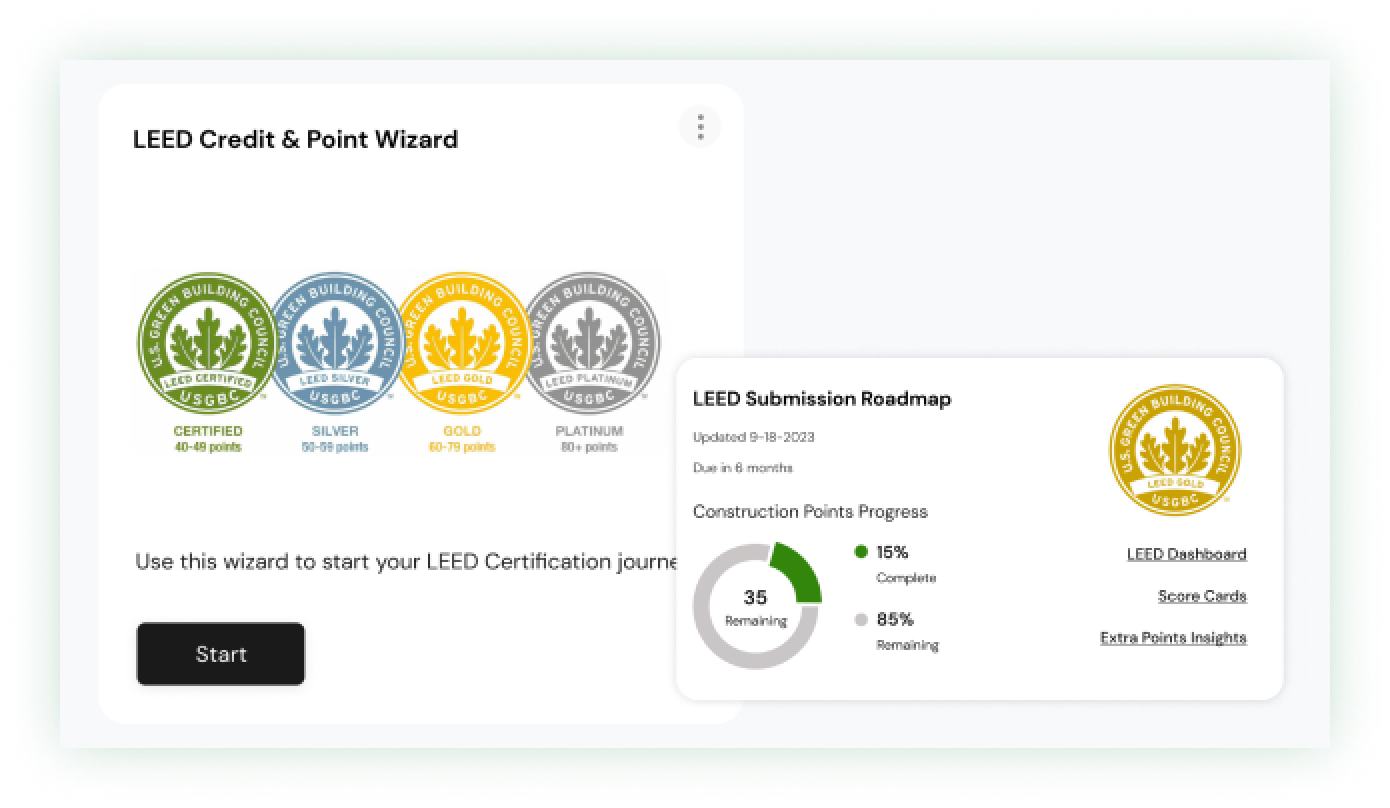 LEED Credit & Point Wizard
U.S. GREEN BUILDING COUNCIL
LEED CERTIFIED
USGBC
U.S. GREEN BUILDING COUNCIL
LEED SILVER
USGBC
U.S. GREEN BUILDING COUNCIL
LEED GOLD
USGBC
U.S. GREEN BUILDING COUNCIL
LEED PLATINUM
USGBC
CERTIFIED
40-49 points
SILVER
50-59 points
GOLD
60-79 points
PLATINUM
80+ points
Use this wizard to start your LEED Certification journe
Start
LEED Submission Roadmap
Updated 9-18-2023
Due in 6 months
Construction Points Progress
35
Remaining
15%
Complete
85%
Remaining
U.S. GREEN BUILDING COUNCIL
LEED GOLD
USGBC
LEED Dashboard
Score Cards
Extra Points Insights